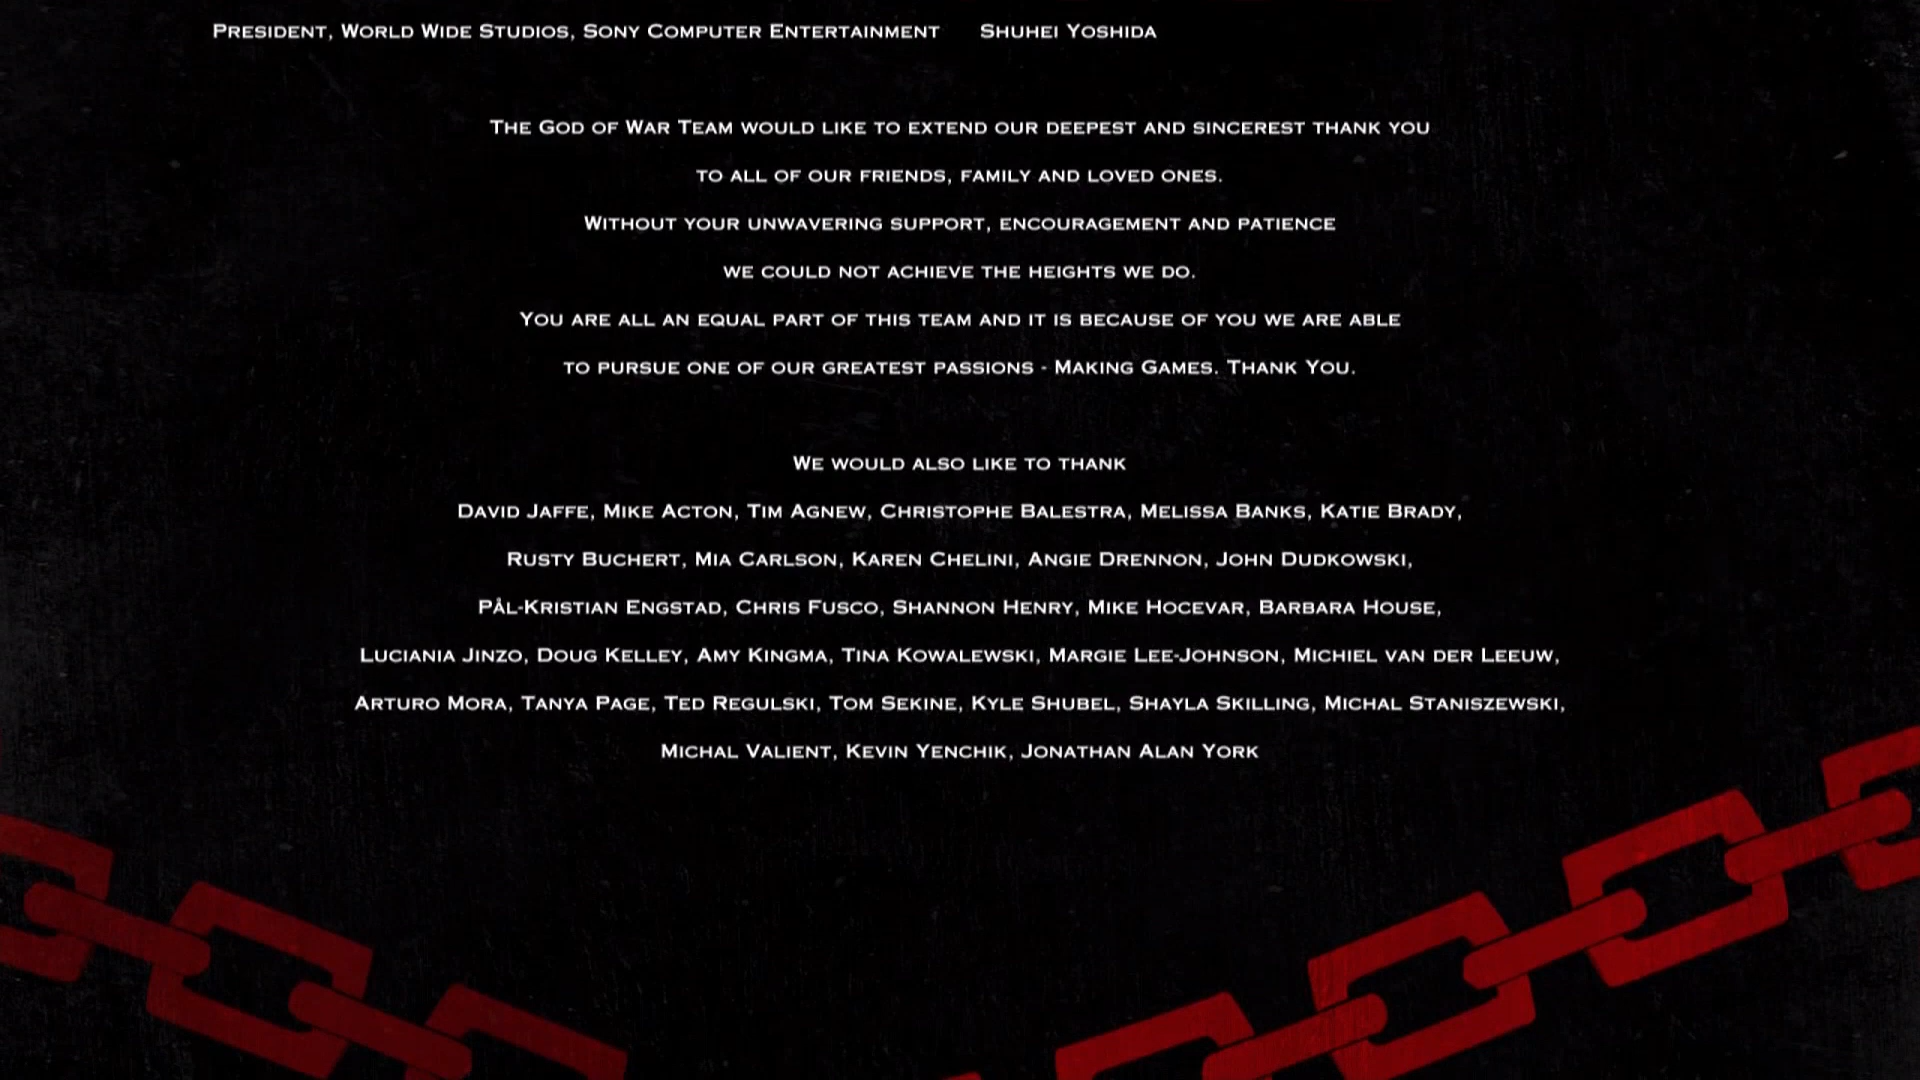 President, World Wide Studios, Sony Computer Entertainment Shuhei Yoshida
The God of War Team would like to extend our deepest and sincerest thank you
to all of our friends, family and loved ones.
Without your unwavering support, encouragement and patience
we could not achieve the heights we do.
You are all an equal part of this team and it is because of you we are able
to pursue one of our greatest passions - Making Games. Thank You.
We would also like to thank
David Jaffe, Mike Acton, Tim Agnew, Christophe Balestra, Melissa Banks, Katie Brady,
Rusty Buchert, Mia Carlson, Karen Chelini, Angie Drennon, John Dudkowski,
Pål-Kristian Engstad, Chris Fusco, Shannon Henry, Mike Hocevar, Barbara House,
Luciania Jinzo, Doug Kelley, Amy Kingma, Tina Kowalewski, Margie Lee-Johnson, Michiel van der Leeuw,
Arturo Mora, Tanya Page, Ted Regulski, Tom Sekine, Kyle Shubel, Shayla Skilling, Michal Staniszewski,
Michal Valient, Kevin Yenchik, Jonathan Alan York